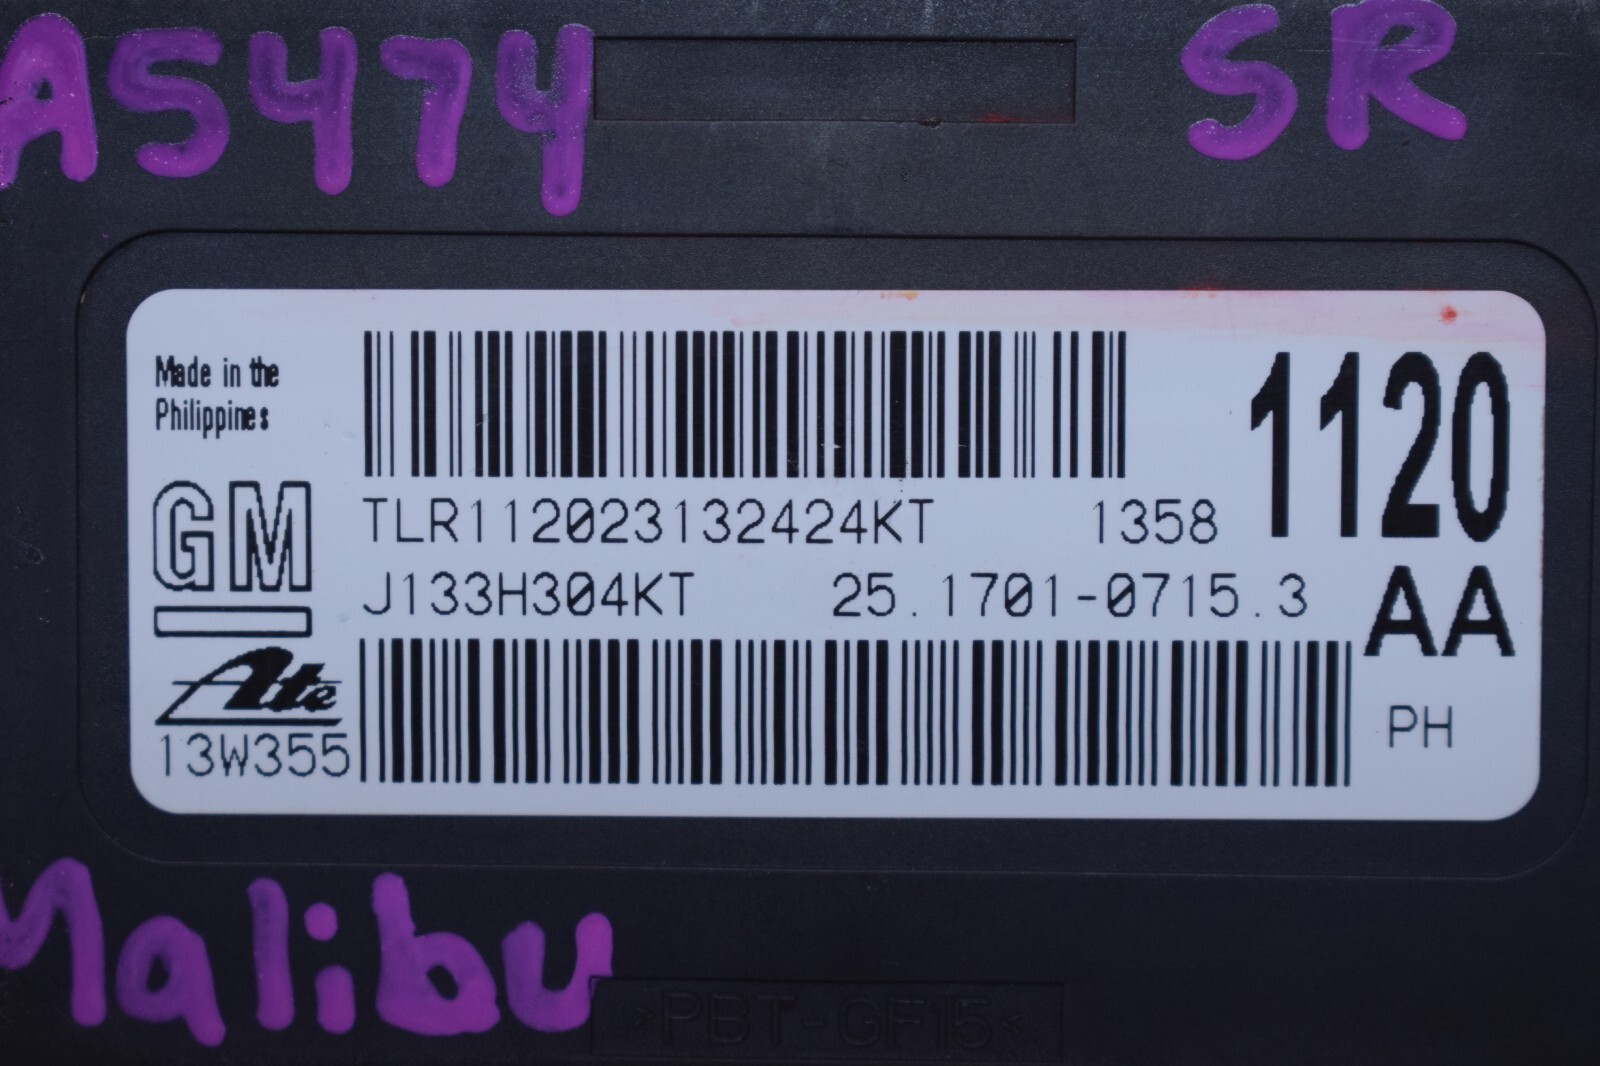 A5474 SR
Made in the
Philippines
1120
GM
TLR112023132424KT 1358
J133H304KT 25.1701-0715.3
AA
Ate
13W355
PH
Malibu
>PBT-GF15<